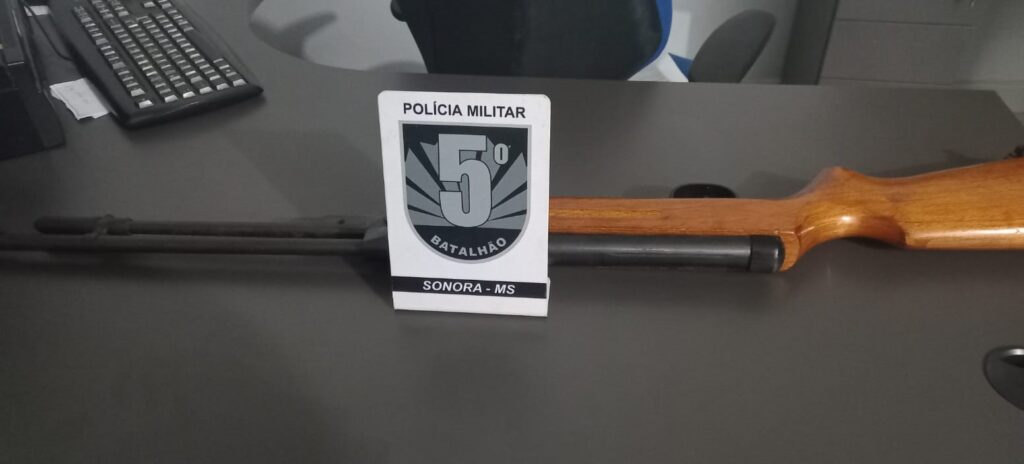 POLÍCIA MILITAR
5º
BATALHÃO
SONORA - MS